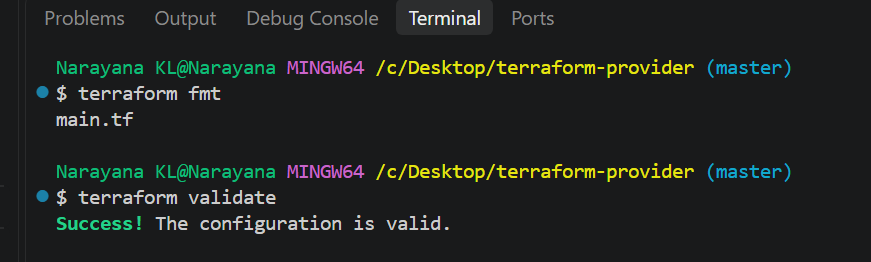 Problems Output Debug Console Terminal Ports
Narayana KL@Narayana MINGW64 /c/Desktop/terraform-provider (master)
$ terraform fmt
main.tf
Narayana KL@Narayana MINGW64 /c/Desktop/terraform-provider (master)
$ terraform validate
Success! The configuration is valid.